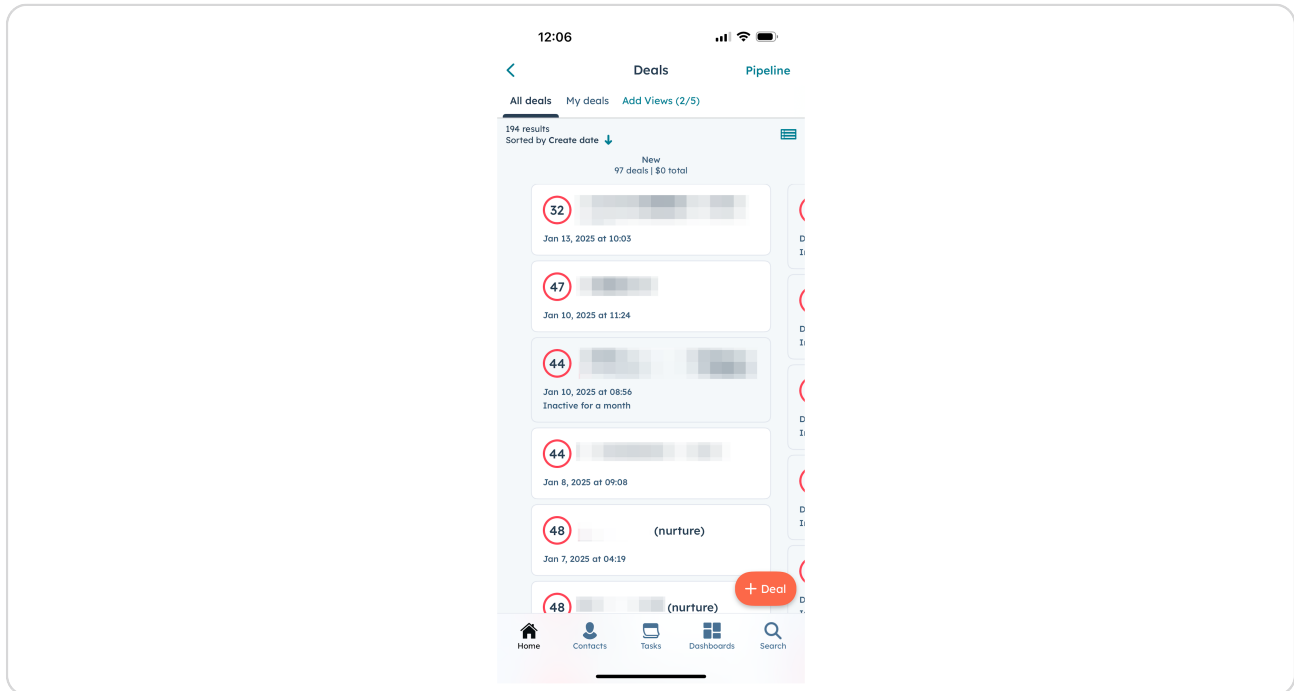 12:06
Deals
Pipeline
All deals
My deals
Add Views (2/5)
194 results
Sorted by Create date
New
97 deals | $0 total
32
Jan 13, 2025 at 10:03
47
Jan 10, 2025 at 11:24
44
Jan 10, 2025 at 08:56
Inactive for a month
44
Jan 8, 2025 at 09:08
48 (nurture)
Jan 7, 2025 at 04:19
48 (nurture)
+ Deal
Home
Contacts
Tasks
Dashboards
Search